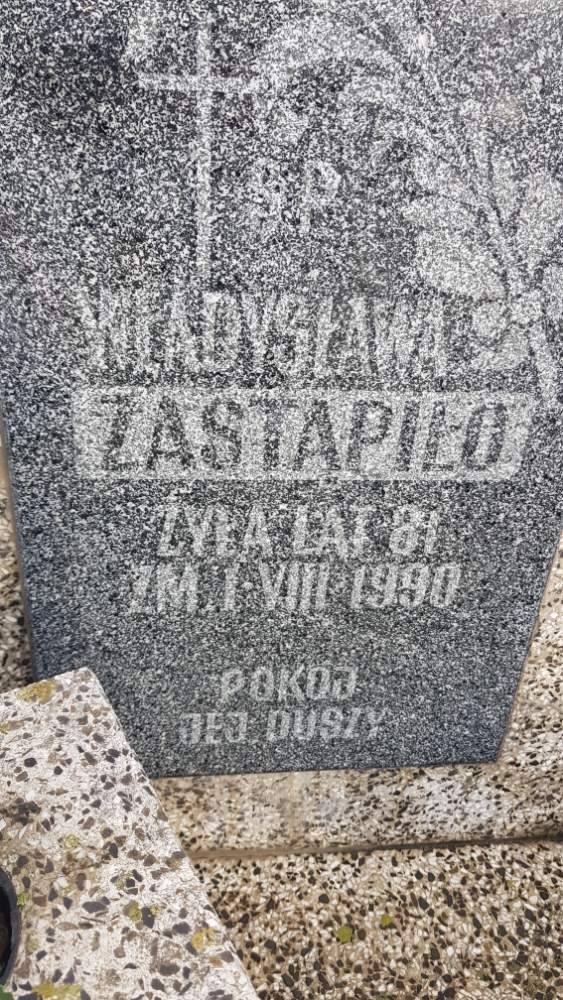 ŚP
WŁADYSŁAWA
ZASTĄPIŁO
ŻYŁA LAT 81
ZM. 1·VIII·1990
POKÓJ
JEJ DUSZY